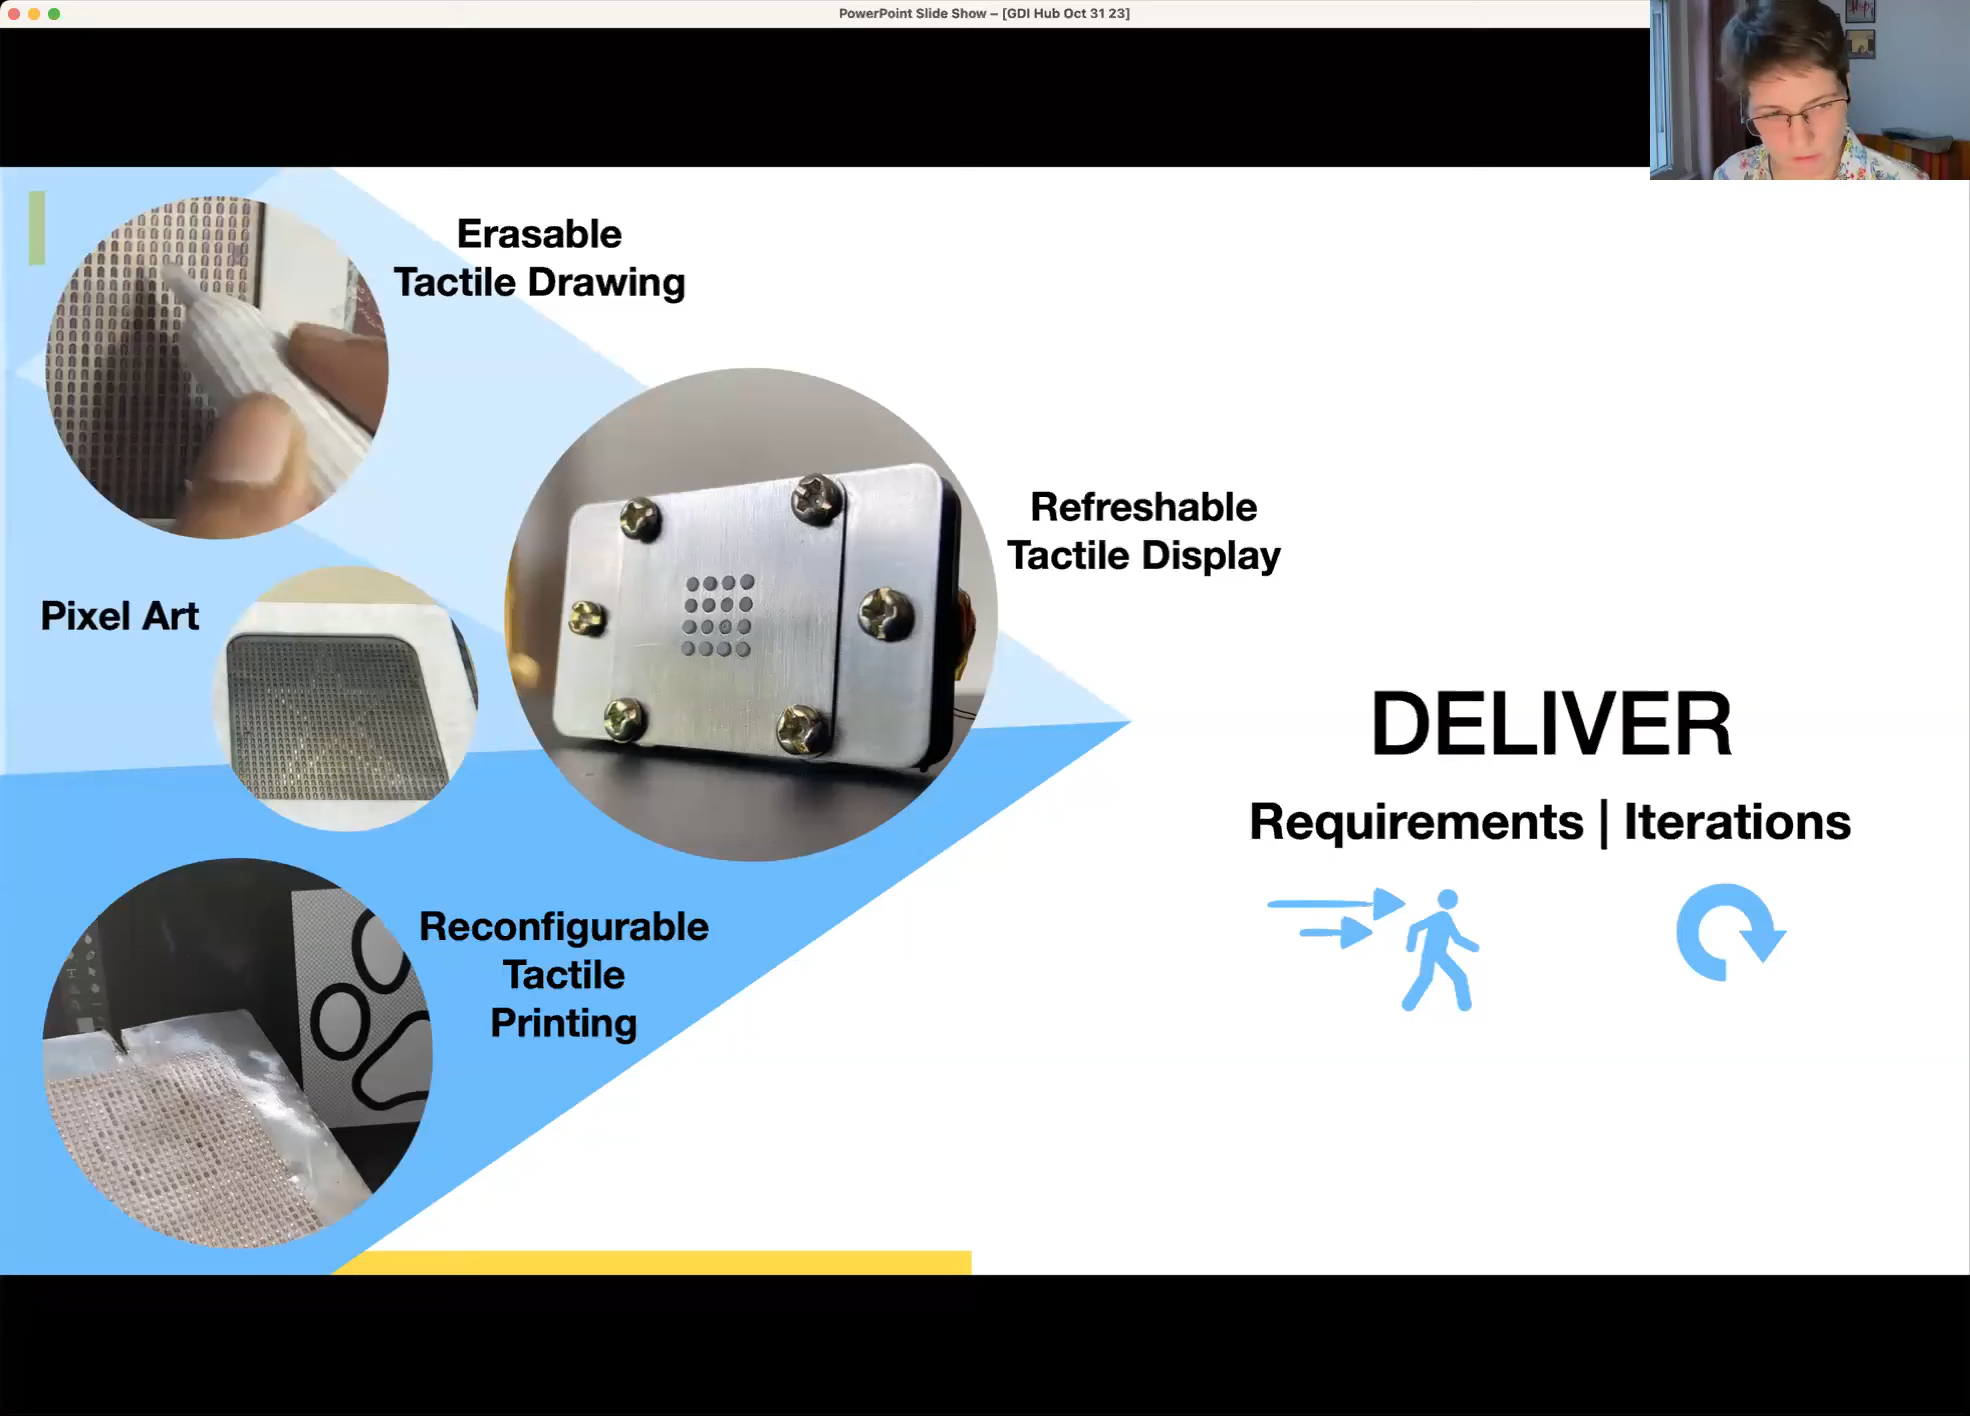 PowerPoint Slide Show – [GDI Hub Oct 31 23]
Erasable
Tactile Drawing
Refreshable
Tactile Display
Pixel Art
DELIVER
Requirements | Iterations
Reconfigurable
Tactile
Printing